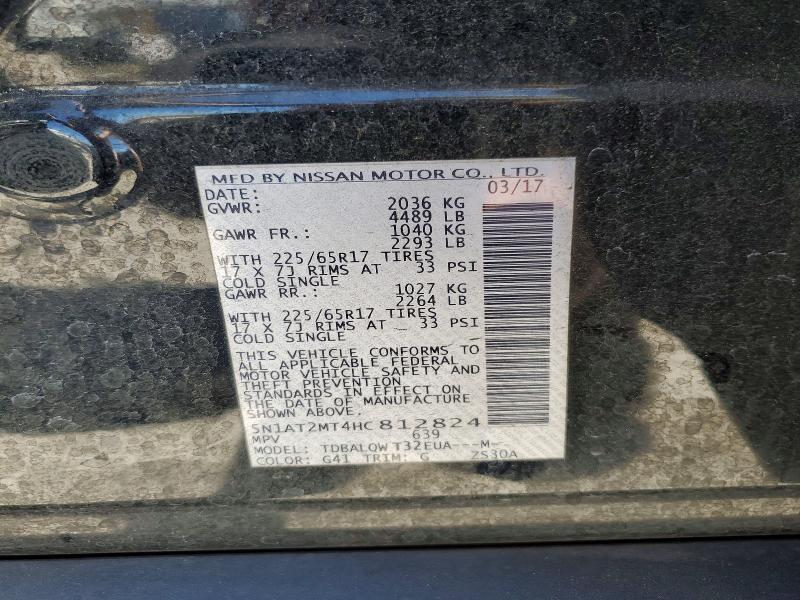 MFD BY NISSAN MOTOR CO., LTD.
DATE: 03/17
GVWR: 2036 KG
4489 LB
GAWR FR.: 1040 KG
2293 LB
WITH 225/65R17 TIRES
17 X 7J RIMS AT 33 PSI
COLD SINGLE
GAWR RR.: 1027 KG
2264 LB
WITH 225/65R17 TIRES
17 X 7J RIMS AT 33 PSI
COLD SINGLE
THIS VEHICLE CONFORMS TO
ALL APPLICABLE FEDERAL
MOTOR VEHICLE SAFETY AND
THEFT PREVENTION
STANDARDS IN EFFECT ON
THE DATE OF MANUFACTURE
SHOWN ABOVE.
5N1AT2MT4HC812824
MPV 639
MODEL: TDBALQWT32EUA---M-
COLOR: G41 TRIM: G ZS30A